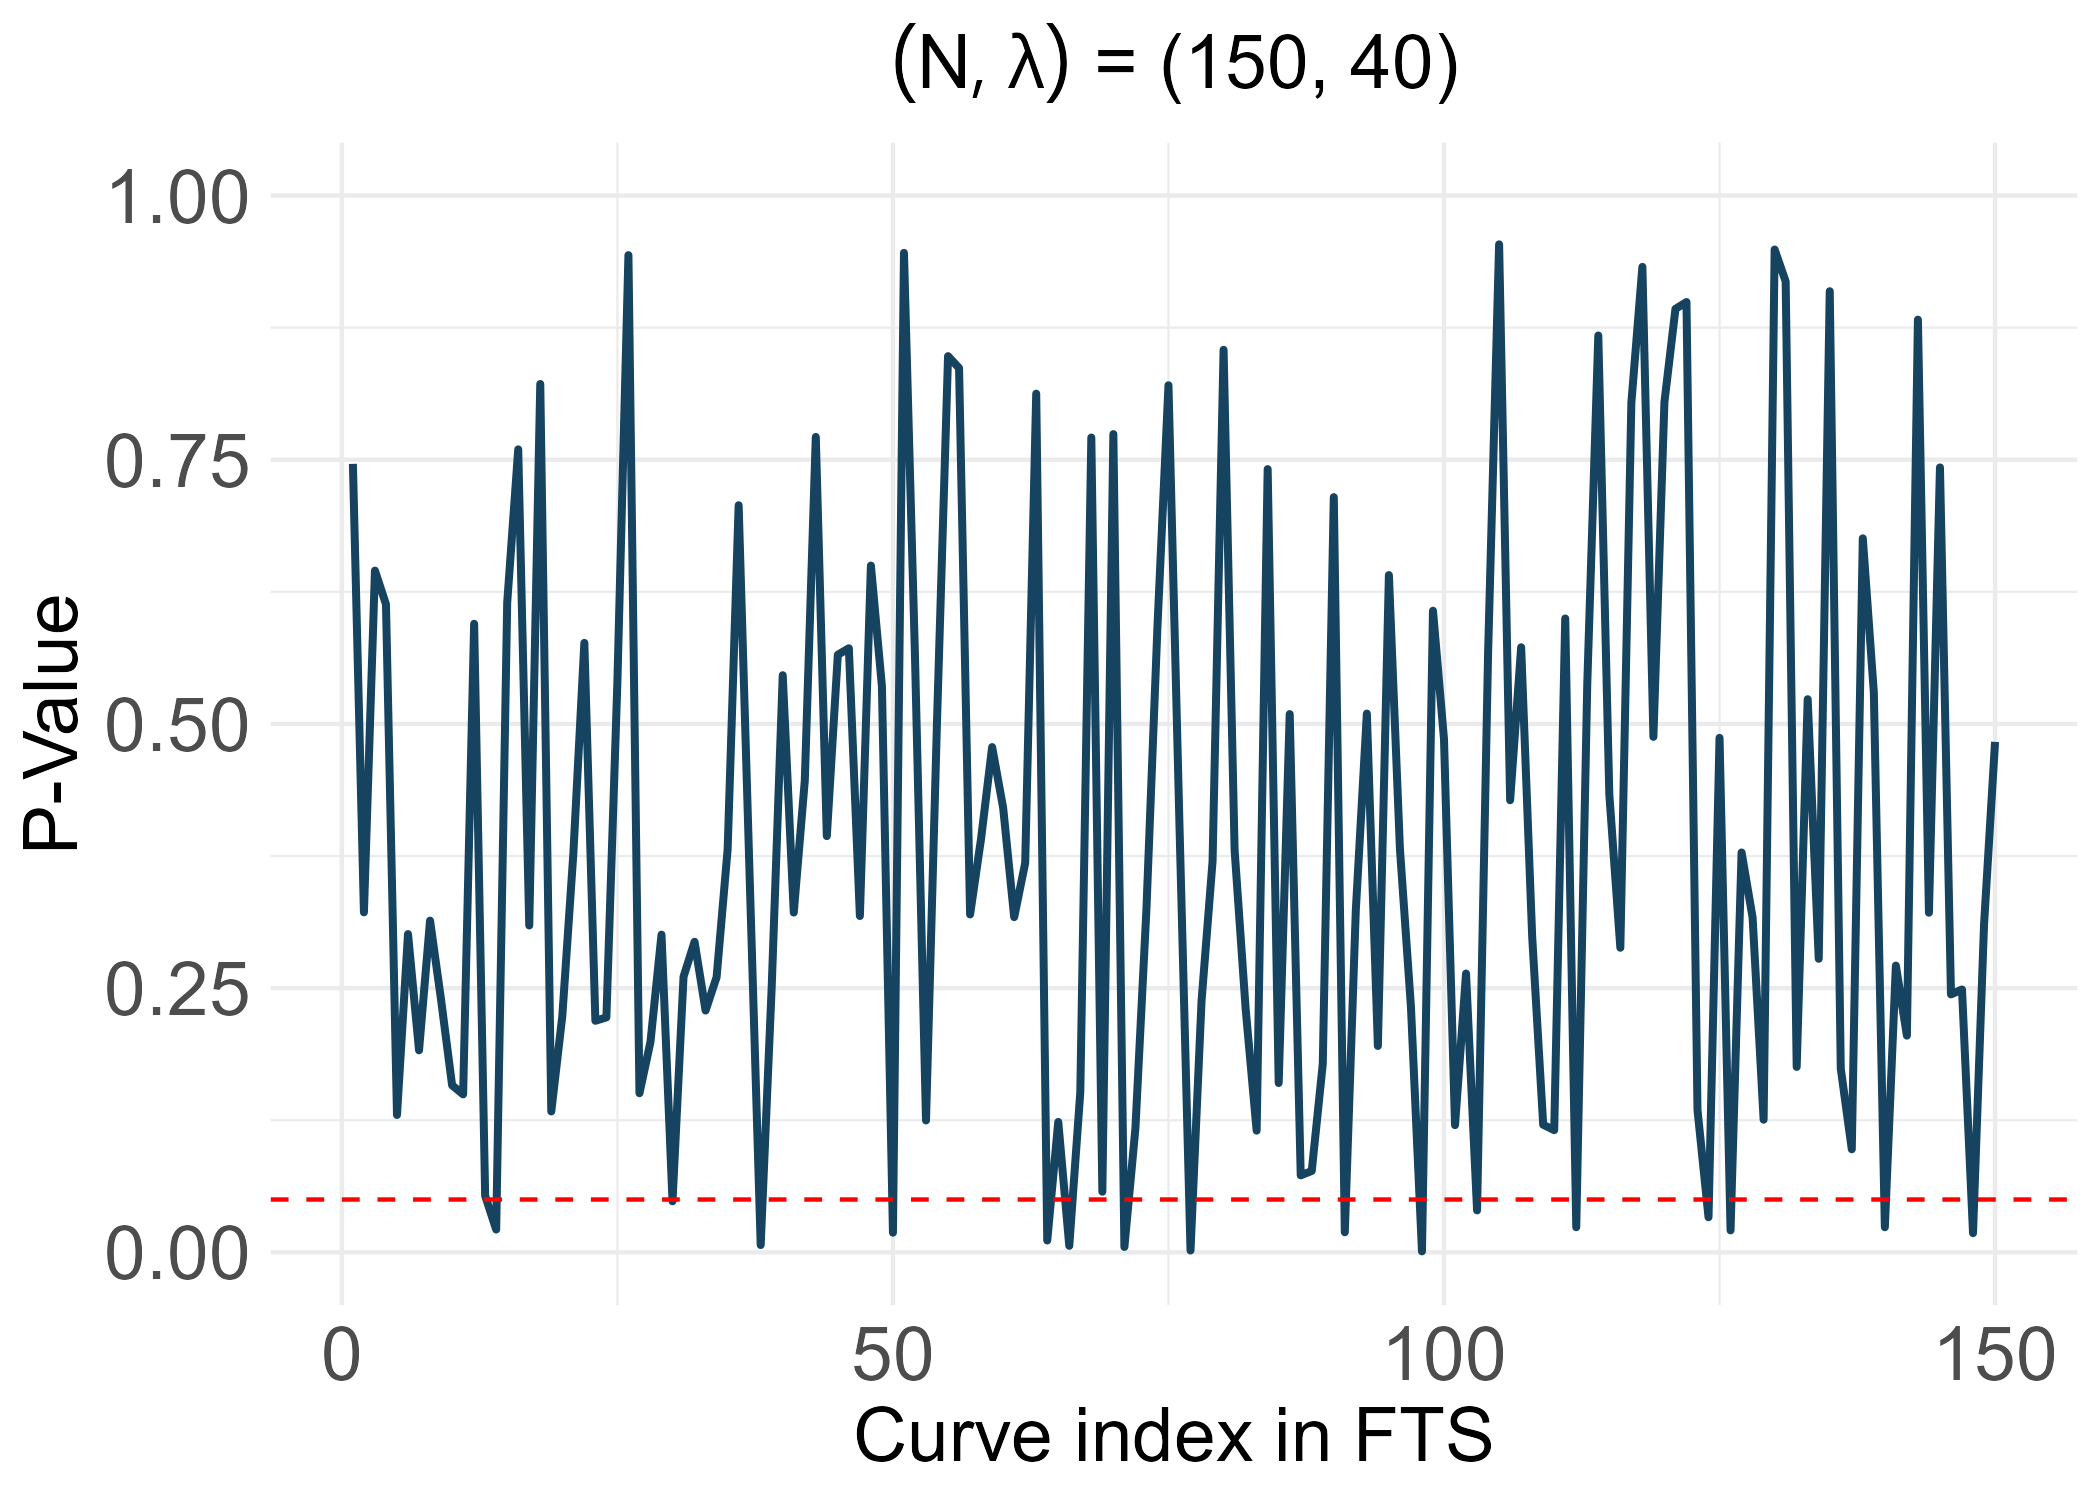 (N, λ) = (150, 40)
1.00
0.75
0.50
0.25
0.00
P-Value
0 50 100 150
Curve index in FTS